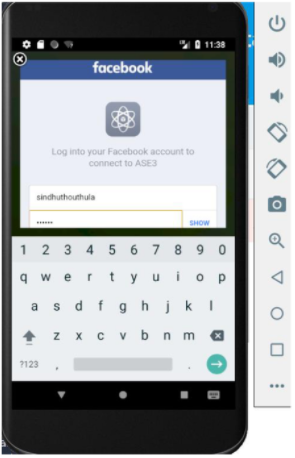 11:38
facebook
Log into your Facebook account to
connect to ASE3
sindhuthouthula
••••••
SHOW
1 2 3 4 5 6 7 8 9 0
q w e r t y u i o p
a s d f g h j k l
z x c v b n m
?123 , .